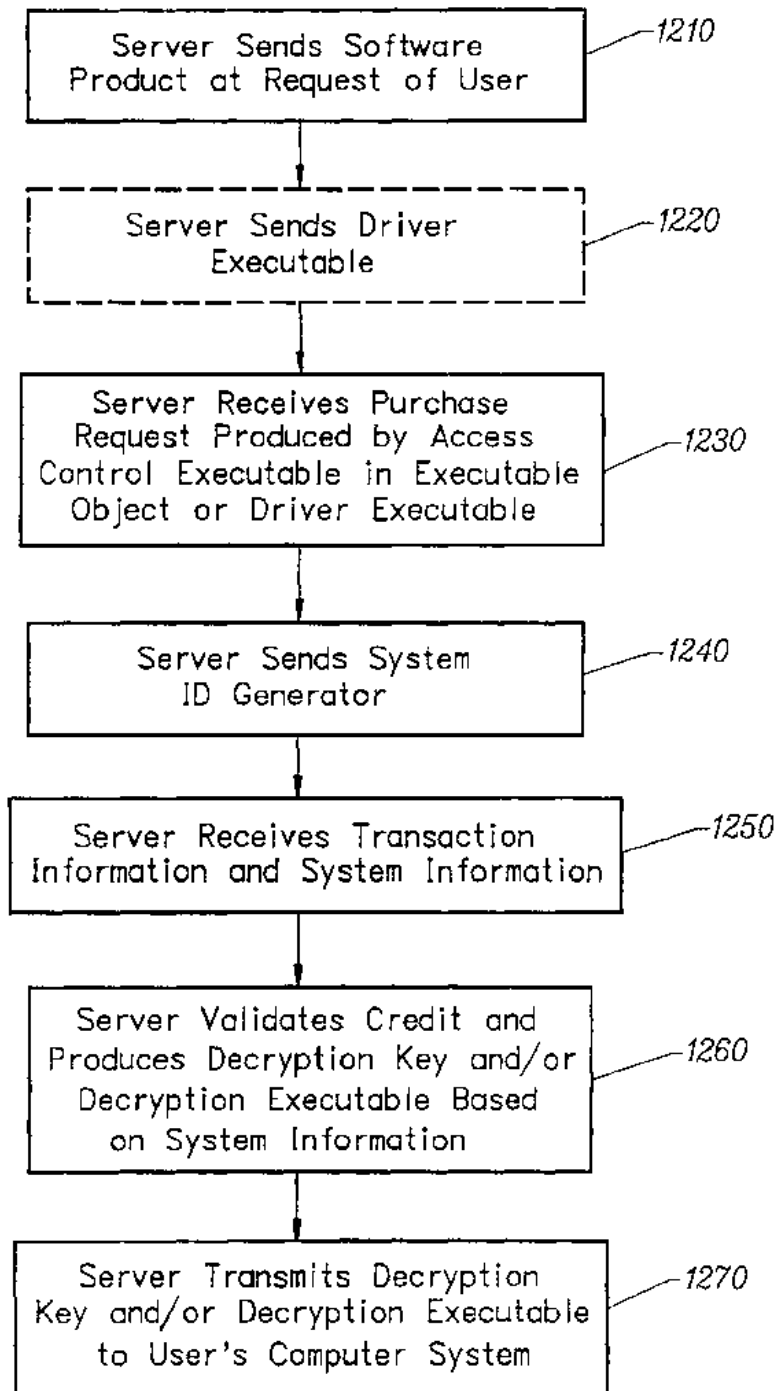 Server Sends Software
Product at Request of User
1210
Server Sends Driver
Executable
1220
Server Receives Purchase
Request Produced by Access
Control Executable in Executable
Object or Driver Executable
1230
Server Sends System
ID Generator
1240
Server Receives Transaction
Information and System Information
1250
Server Validates Credit and
Produces Decryption Key and/or
Decryption Executable Based
on System Information
1260
Server Transmits Decryption
Key and/or Decryption Executable
to User's Computer System
1270